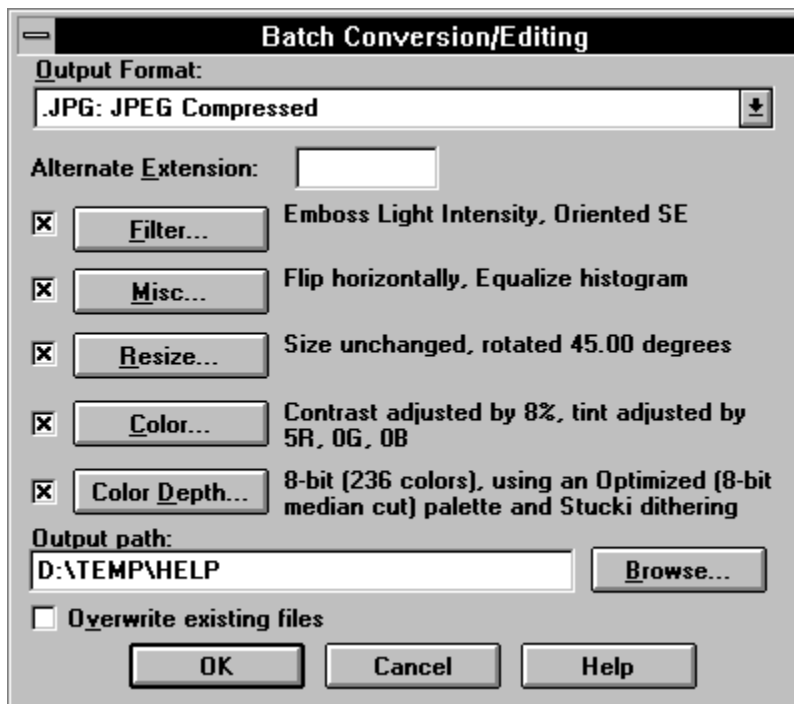 Batch Conversion/Editing
Output Format:
.JPG: JPEG Compressed
Alternate Extension:
Filter... Emboss Light Intensity, Oriented SE
Misc... Flip horizontally, Equalize histogram
Resize... Size unchanged, rotated 45.00 degrees
Color... Contrast adjusted by 8%, tint adjusted by
5R, 0G, 0B
Color Depth... 8-bit (236 colors), using an Optimized (8-bit
median cut) palette and Stucki dithering
Output path:
D:\TEMP\HELP Browse...
Overwrite existing files
OK Cancel Help